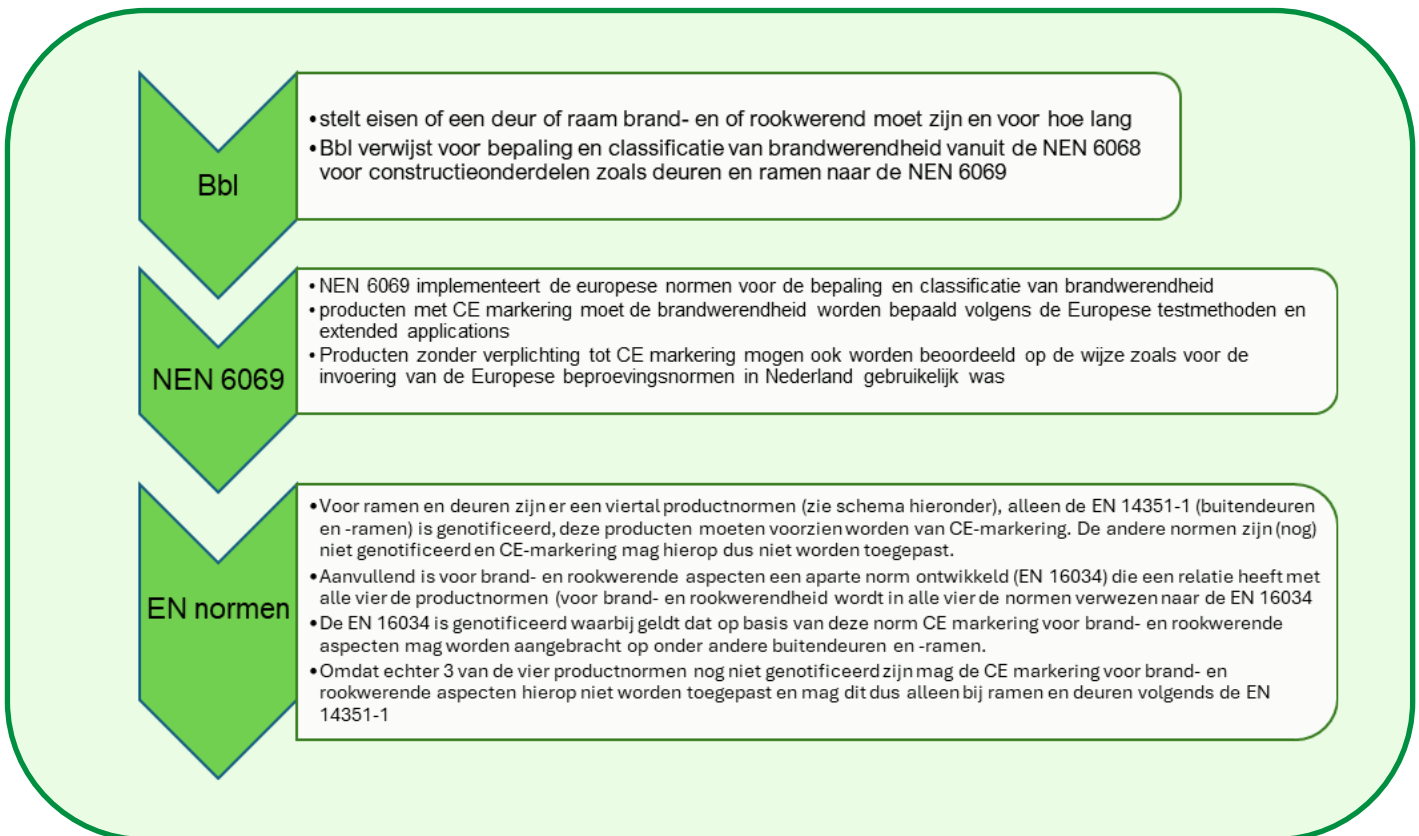 Bbl
•stelt eisen of een deur of raam brand- en of rookwerend moet zijn en voor hoe lang
•Bbl verwijst voor bepaling en classificatie van brandwerendheid vanuit de NEN 6068
voor constructieonderdelen zoals deuren en ramen naar de NEN 6069
NEN 6069
•NEN 6069 implementeert de europese normen voor de bepaling en classificatie van brandwerendheid
•producten met CE markering moet de brandwerendheid worden bepaald volgens de Europese testmethoden en
extended applications
•Producten zonder verplichting tot CE markering mogen ook worden beoordeeld op de wijze zoals voor de
invoering van de Europese beproevingsnormen in Nederland gebruikelijk was
EN normen
•Voor ramen en deuren zijn er een viertal productnormen (zie schema hieronder), alleen de EN 14351-1 (buitendeuren
en -ramen) is genotificeerd, deze producten moeten voorzien worden van CE-markering. De andere normen zijn (nog)
niet genotificeerd en CE-markering mag hierop dus niet worden toegepast.
•Aanvullend is voor brand- en rookwerende aspecten een aparte norm ontwikkeld (EN 16034) die een relatie heeft met
alle vier de productnormen (voor brand- en rookwerendheid wordt in alle vier de normen verwezen naar de EN 16034
•De EN 16034 is genotificeerd waarbij geldt dat op basis van deze norm CE markering voor brand- en rookwerende
aspecten mag worden aangebracht op onder andere buitendeuren en -ramen.
•Omdat echter 3 van de vier productnormen nog niet genotificeerd zijn mag de CE markering voor brand- en
rookwerende aspecten hierop niet worden toegepast en mag dit dus alleen bij ramen en deuren volgends de EN
14351-1